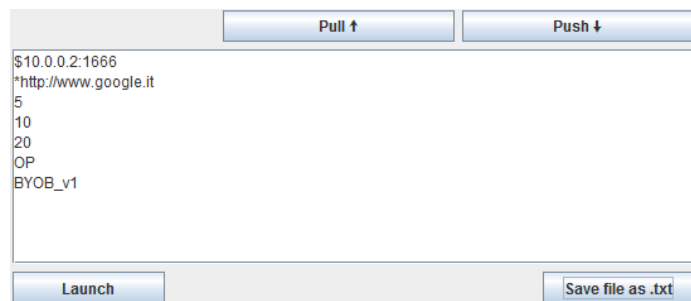 Pull ↑
Push ↓
$10.0.0.2:1666
*http://www.google.it
5
10
20
OP
BYOB_v1
Launch
Save file as .txt